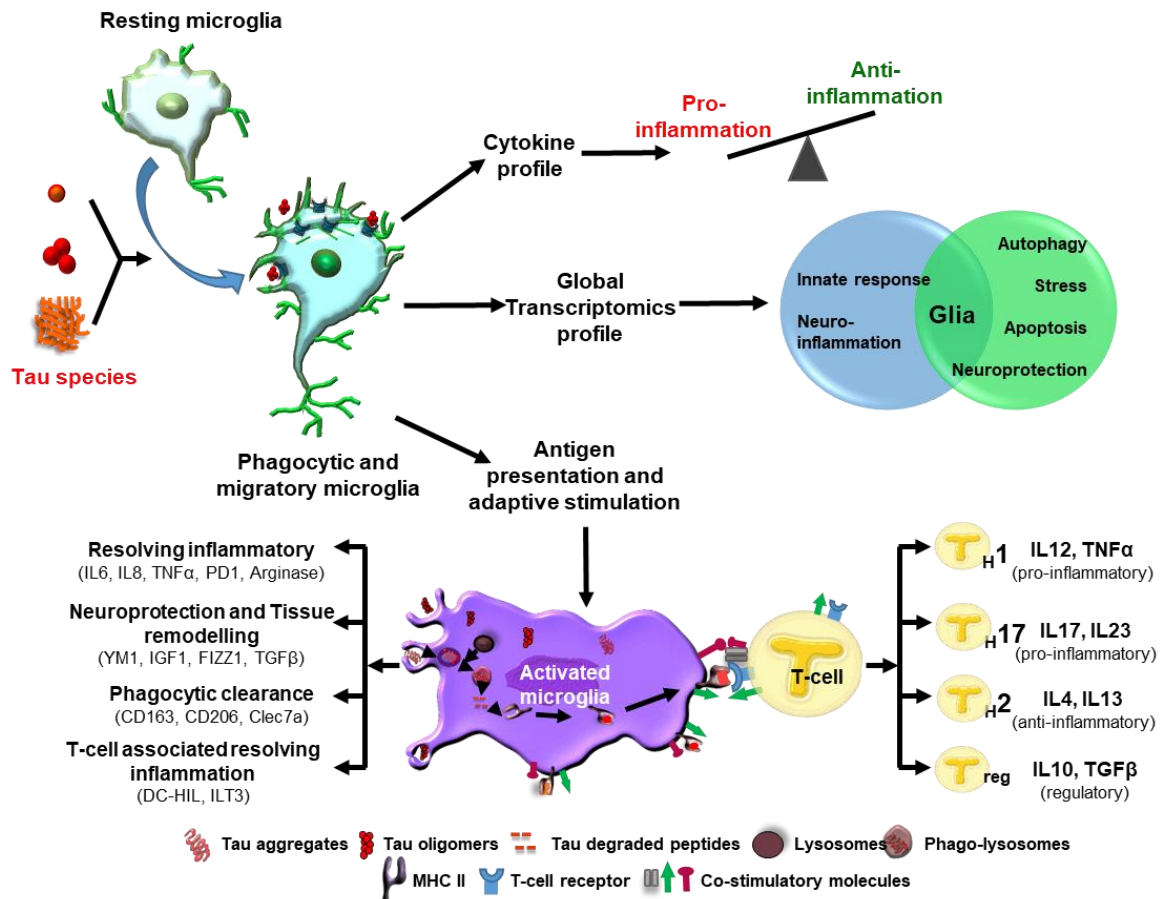 Resting microglia
Anti-
inflammation
Pro-
inflammation
Cytokine
profile
Tau species
Global
Transcriptomics
profile
Innate response
Neuro-
inflammation
Glia
Autophagy
Stress
Apoptosis
Neuroprotection
Phagocytic and
migratory microglia
Antigen
presentation and
adaptive stimulation
Resolving inflammatory
(IL6, IL8, TNFα, PD1, Arginase)
Neuroprotection and Tissue
remodelling
(YM1, IGF1, FIZZ1, TGFβ)
Phagocytic clearance
(CD163, CD206, Clec7a)
T-cell associated resolving
inflammation
(DC-HIL, ILT3)
Activated
microglia
T-cell
TH1 IL12, TNFα
(pro-inflammatory)
TH17 IL17, IL23
(pro-inflammatory)
TH2 IL4, IL13
(anti-inflammatory)
Treg IL10, TGFβ
(regulatory)
Tau aggregates Tau oligomers Tau degraded peptides Lysosomes Phago-lysosomes
MHC II T-cell receptor Co-stimulatory molecules